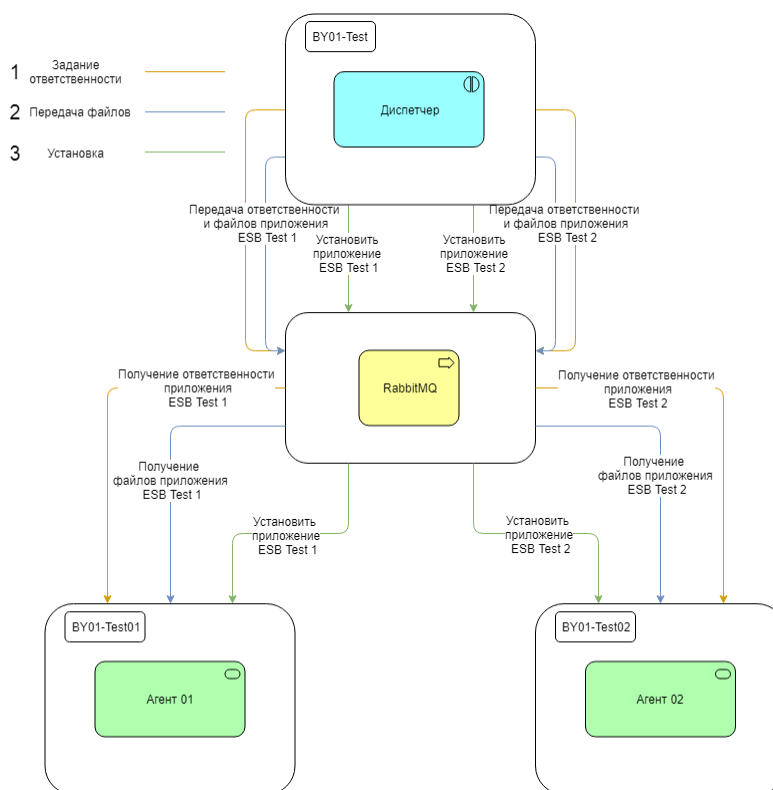 BY01-Test
Диспетчер
1 Задание
ответственности
2 Передача файлов
3 Установка
Передача ответственности
и файлов приложения
ESB Test 1
Установить
приложение
ESB Test 1
Установить
приложение
ESB Test 2
Передача ответственности
и файлов приложения
ESB Test 2
RabbitMQ
Получение ответственности
приложения
ESB Test 1
Получение ответственности
приложения
ESB Test 2
Получение
файлов приложения
ESB Test 1
Получение
файлов приложения
ESB Test 2
Установить
приложение
ESB Test 1
Установить
приложение
ESB Test 2
BY01-Test01
Агент 01
BY01-Test02
Агент 02